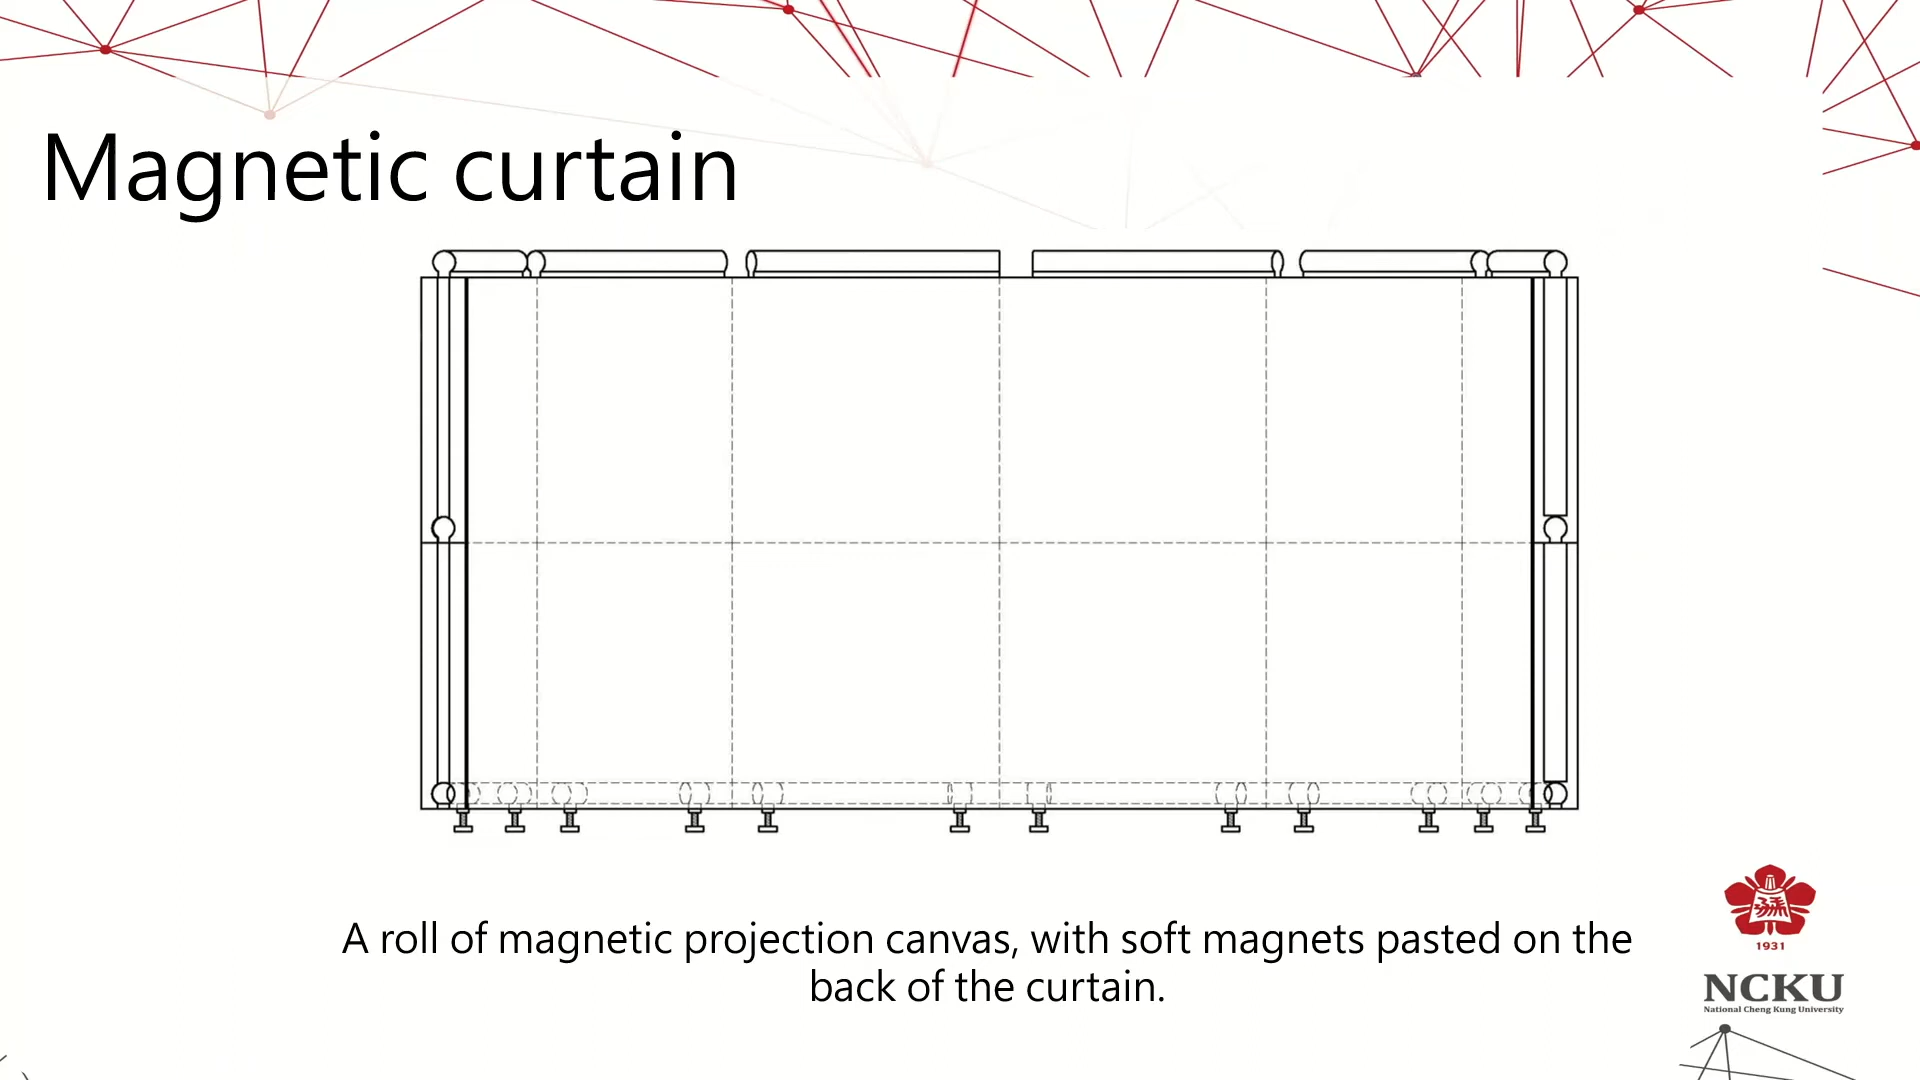 Magnetic curtain
A roll of magnetic projection canvas, with soft magnets pasted on the
back of the curtain.
1931
NCKU
National Cheng Kung University